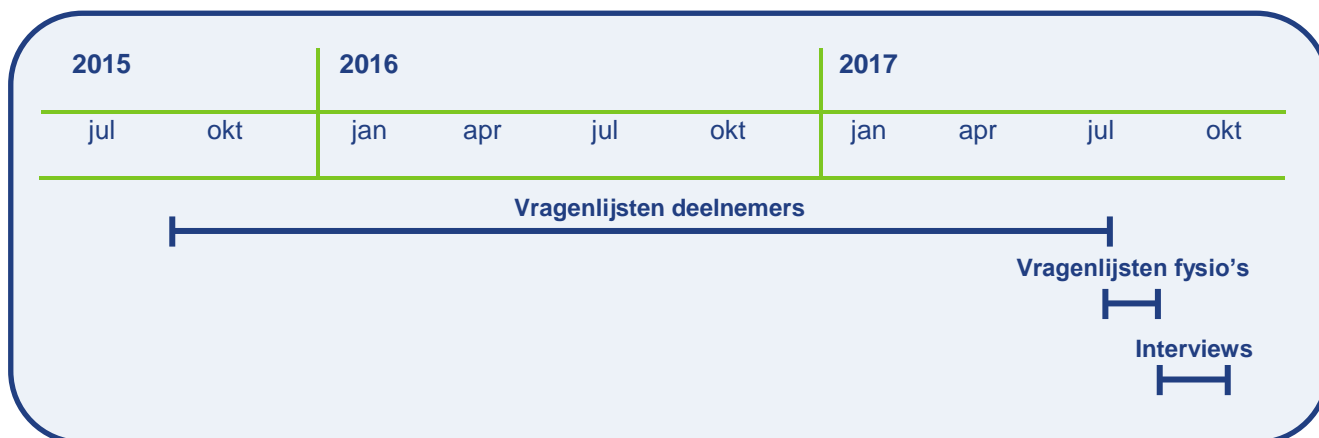 2015 2016 2017
jul okt jan apr jul okt jan apr jul okt
Vragenlijsten deelnemers
Vragenlijsten fysio's
Interviews